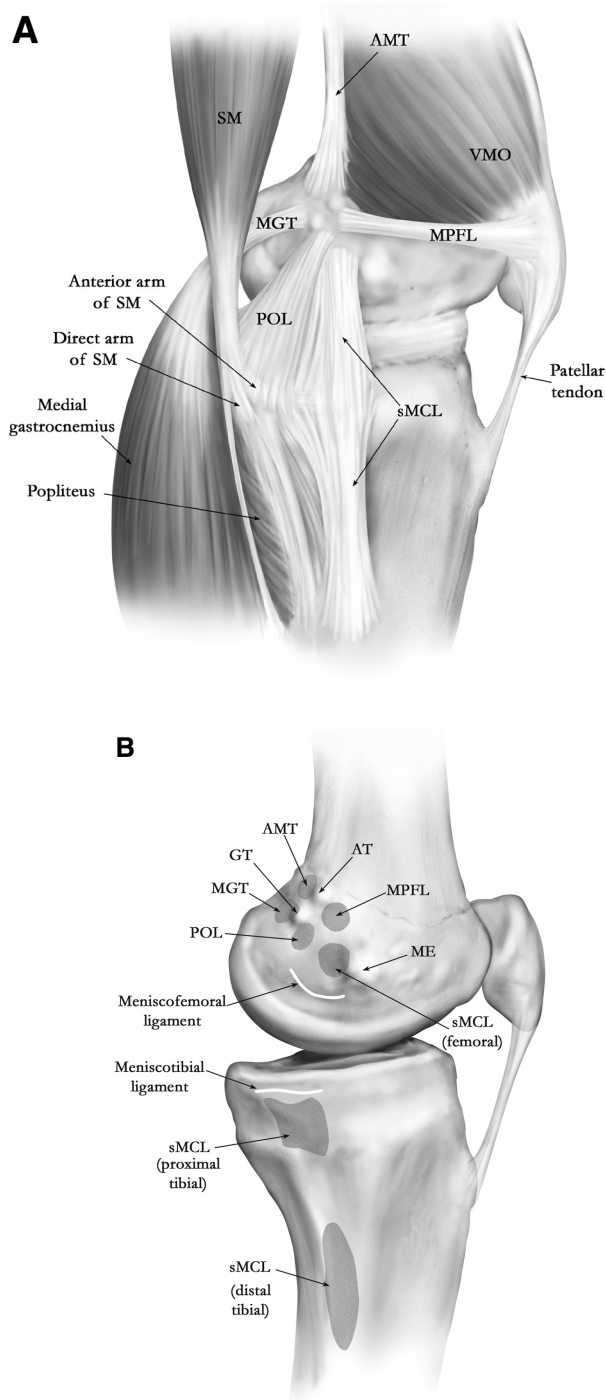 A
AMT
SM
VMO
MGT
MPFL
Anterior arm
of SM
POL
Direct arm
of SM
Patellar
tendon
Medial
gastrocnemius
sMCL
Popliteus
B
AMT
GT
AT
MGT
MPFL
POL
ME
Meniscofemoral
ligament
sMCL
(femoral)
Meniscotibial
ligament
sMCL
(proximal
tibial)
sMCL
(distal
tibial)